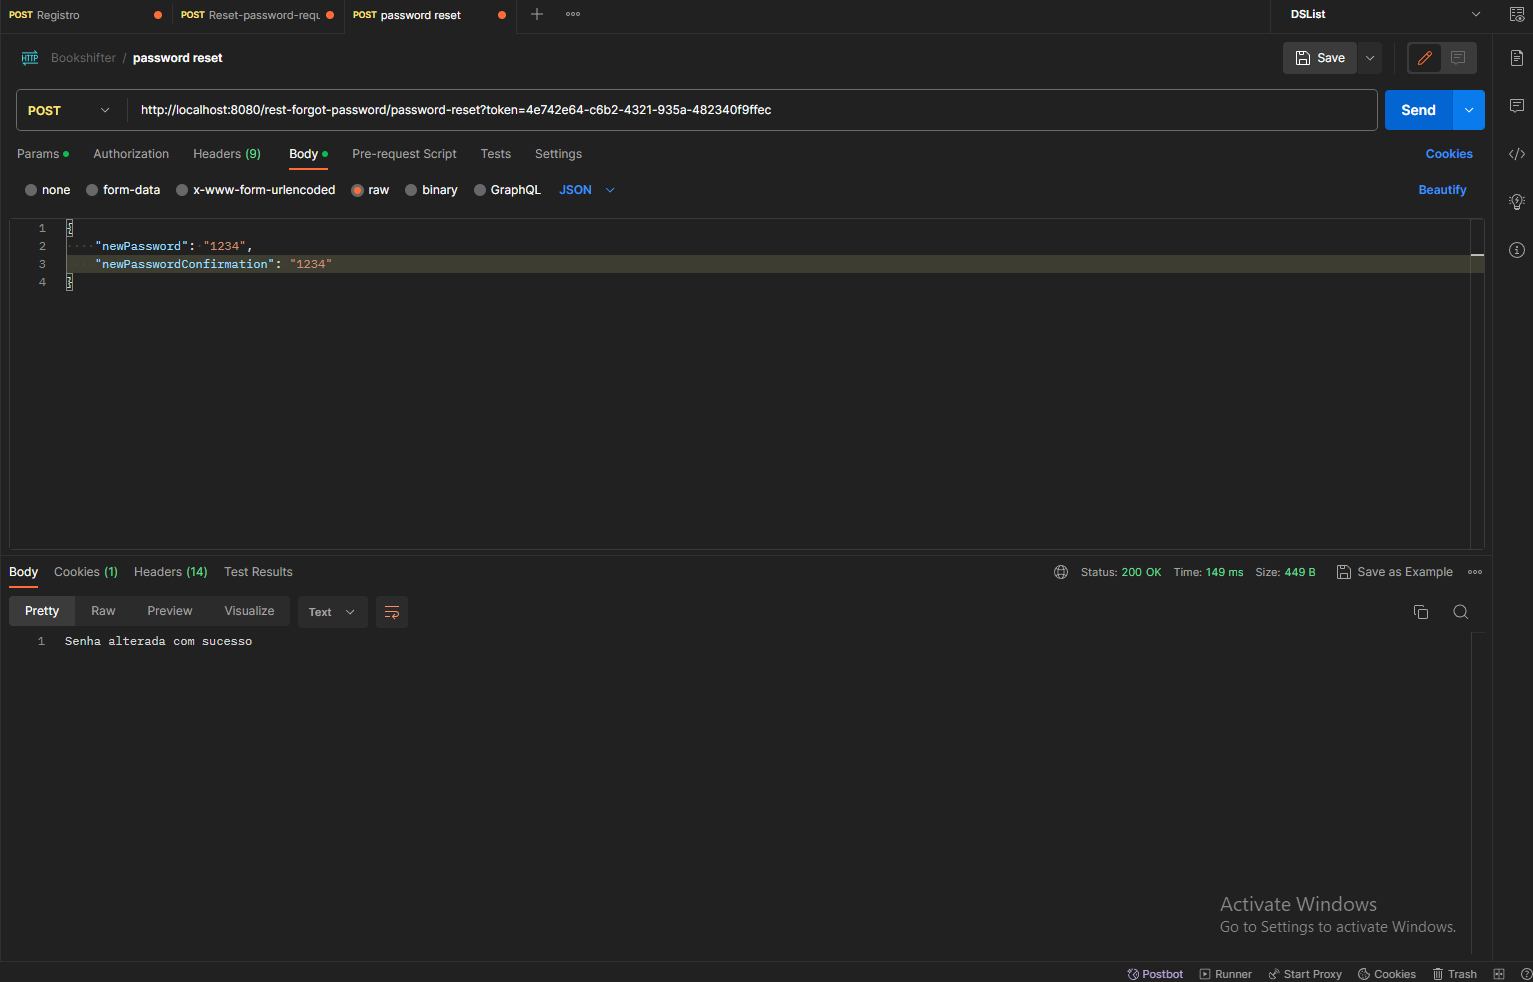 POST Registro
POST Reset-password-requ
POST password reset
DSList
HTTP Bookshifter / password reset
Save
POST
http://localhost:8080/rest-forgot-password/password-reset?token=4e742e64-c6b2-4321-935a-482340f9ffec
Send
Params Authorization Headers (9) Body Pre-request Script Tests Settings
Cookies
none form-data x-www-form-urlencoded raw binary GraphQL JSON
Beautify
1 {
2 "newPassword": "1234",
3 "newPasswordConfirmation": "1234"
4 }
Body Cookies (1) Headers (14) Test Results
Status: 200 OK Time: 149 ms Size: 449 B
Save as Example
Pretty Raw Preview Visualize Text
1 Senha alterada com sucesso
Activate Windows
Go to Settings to activate Windows.
Postbot Runner Start Proxy Cookies Trash